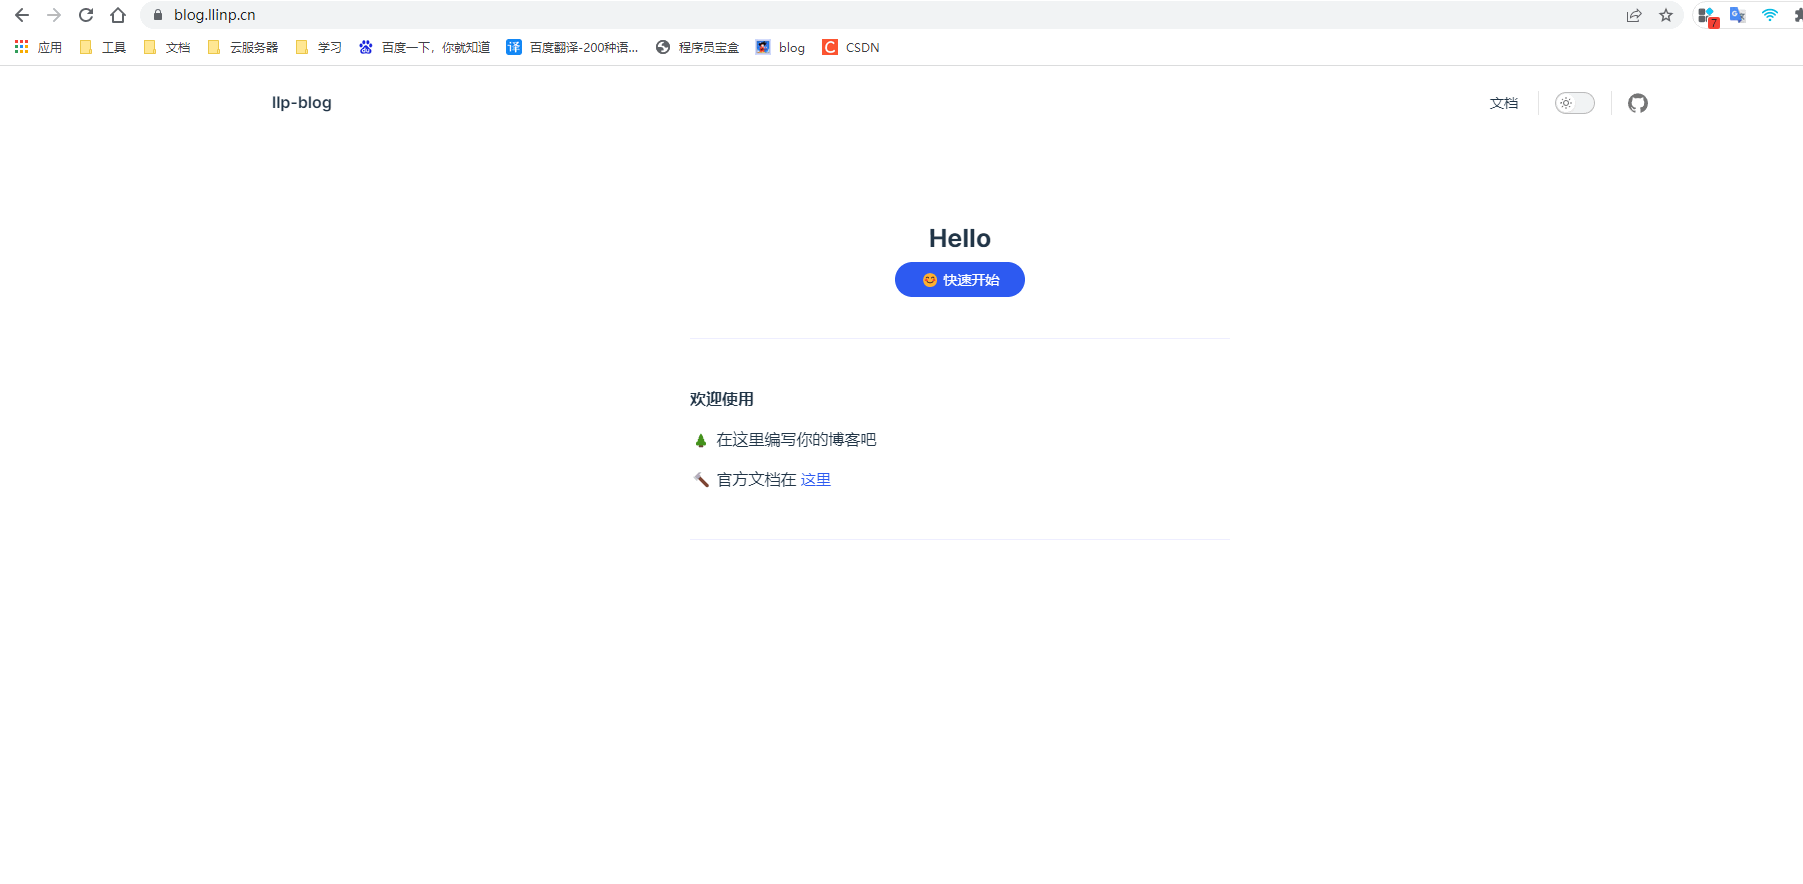 blog.llinp.cn
7
应用 工具 文档 云服务器 学习 百度一下，你就知道 译 百度翻译-200种语... 程序员宝盒 blog C CSDN
llp-blog 文档
Hello
😊 快速开始
欢迎使用
🌲 在这里编写你的博客吧
🔨 官方文档在 这里